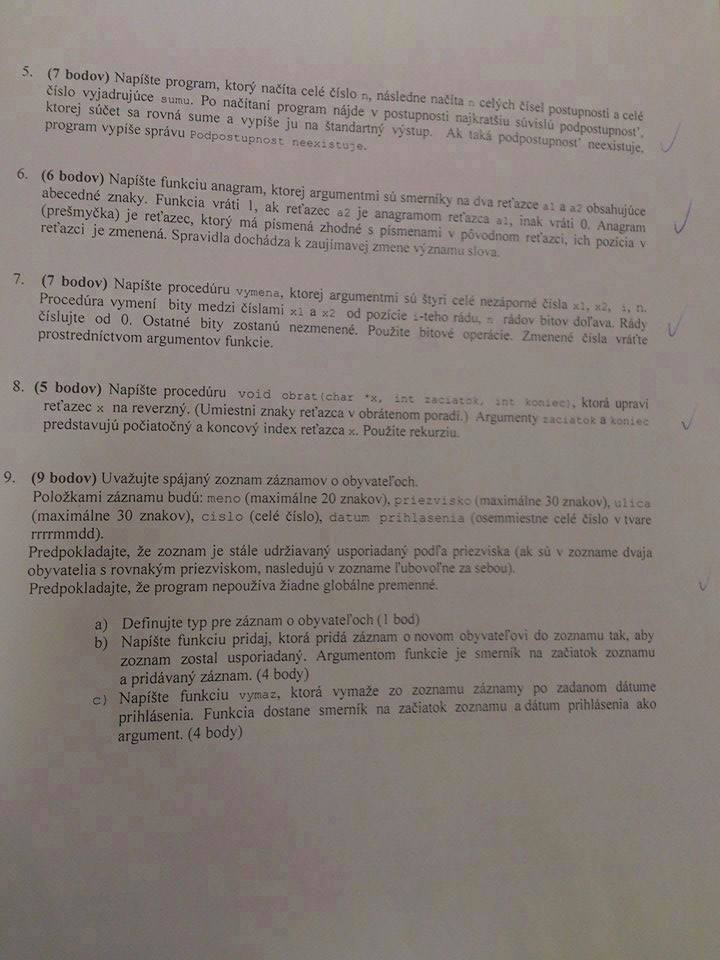 5. (7 bodov) Napíšte program, ktorý načíta celé číslo n, následne načíta n celých čísel postupnosti a celé
číslo vyjadrujúce sumu. Po načítaní program nájde v postupnosti najkratšiu súvislú podpostupnosť,
ktorej súčet sa rovná sume a vypíše ju na štandartný výstup. Ak taká podpostupnosť neexistuje,
program vypíše správu Podpostupnost neexistuje.
6. (6 bodov) Napíšte funkciu anagram, ktorej argumentmi sú smerníky na dva reťazce a1 a a2 obsahujúce
abecedné znaky. Funkcia vráti 1, ak reťazec a2 je anagramom reťazca a1, inak vráti 0. Anagram
(prešmyčka) je reťazec, ktorý má písmená zhodné s písmenami v pôvodnom reťazci, ich pozícia v
reťazci je zmenená. Spravidla dochádza k zaujímavej zmene významu slova.
7. (7 bodov) Napíšte procedúru vymena, ktorej argumentmi sú štyri celé nezáporné čísla x1, x2, i, n.
Procedúra vymení bity medzi číslami x1 a x2 od pozície i-teho rádu, n rádov bitov doľava. Rády
číslujte od 0. Ostatné bity zostanú nezmenené. Použite bitové operácie. Zmenené čísla vráťte
prostredníctvom argumentov funkcie.
8. (5 bodov) Napíšte procedúru void obrat(char *x, int zaciatok, int koniec), ktorá upraví
reťazec x na reverzný. (Umiestni znaky reťazca v obrátenom poradí.) Argumenty zaciatok a koniec
predstavujú počiatočný a koncový index reťazca x. Použite rekurziu.
9. (9 bodov) Uvažujte spájaný zoznam záznamov o obyvateľoch.
Položkami záznamu budú: meno (maximálne 20 znakov), priezvisko (maximálne 30 znakov), ulica
(maximálne 30 znakov), cislo (celé číslo), datum prihlasenia (osemmiestne celé číslo v tvare
rrrrmmdd).
Predpokladajte, že zoznam je stále udržiavaný usporiadaný podľa priezviska (ak sú v zozname dvaja
obyvatelia s rovnakým priezviskom, nasledujú v zozname ľubovoľne za sebou).
Predpokladajte, že program nepoužíva žiadne globálne premenné.
a) Definujte typ pre záznam o obyvateľoch (1 bod)
b) Napíšte funkciu pridaj, ktorá pridá záznam o novom obyvateľovi do zoznamu tak, aby
zoznam zostal usporiadaný. Argumentom funkcie je smerník na začiatok zoznamu
a pridávaný záznam. (4 body)
c) Napíšte funkciu vymaz, ktorá vymaže zo zoznamu záznamy po zadanom dátume
prihlásenia. Funkcia dostane smerník na začiatok zoznamu a dátum prihlásenia ako
argument. (4 body)